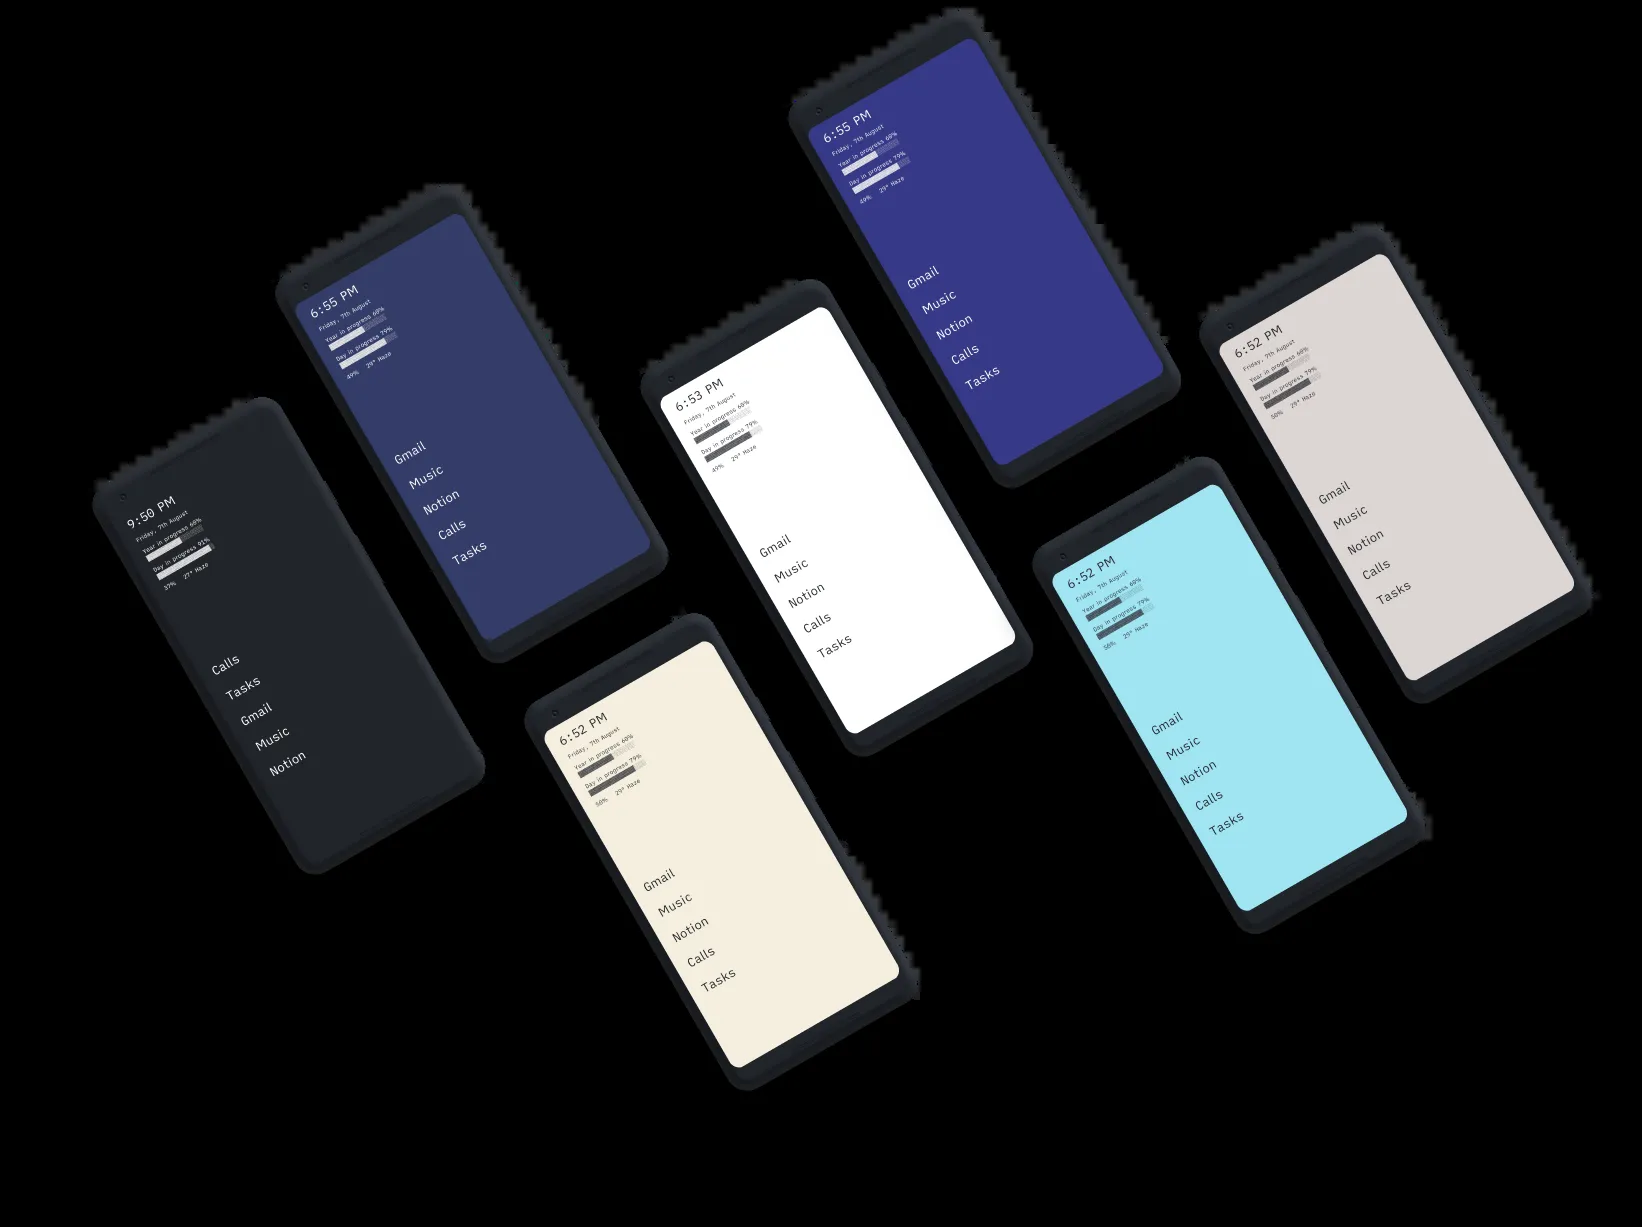 9:50 PM
Friday, 7th August
Year in progress 60%
Day in progress 91%
37% 27° Haze
Calls
Tasks
Gmail
Music
Notion
6:55 PM
Friday, 7th August
Year in progress 60%
Day in progress 79%
49% 29° Haze
Gmail
Music
Notion
Calls
Tasks
6:52 PM
Friday, 7th August
Year in progress 60%
Day in progress 79%
50% 29° Haze
Gmail
Music
Notion
Calls
Tasks
6:53 PM
Friday, 7th August
Year in progress 60%
Day in progress 79%
49% 29° Haze
Gmail
Music
Notion
Calls
Tasks
6:55 PM
Friday, 7th August
Year in progress 60%
Day in progress 79%
49% 29° Haze
Gmail
Music
Notion
Calls
Tasks
6:52 PM
Friday, 7th August
Year in progress 60%
Day in progress 79%
50% 29° Haze
Gmail
Music
Notion
Calls
Tasks
6:52 PM
Friday, 7th August
Year in progress 60%
Day in progress 79%
50% 29° Haze
Gmail
Music
Notion
Calls
Tasks